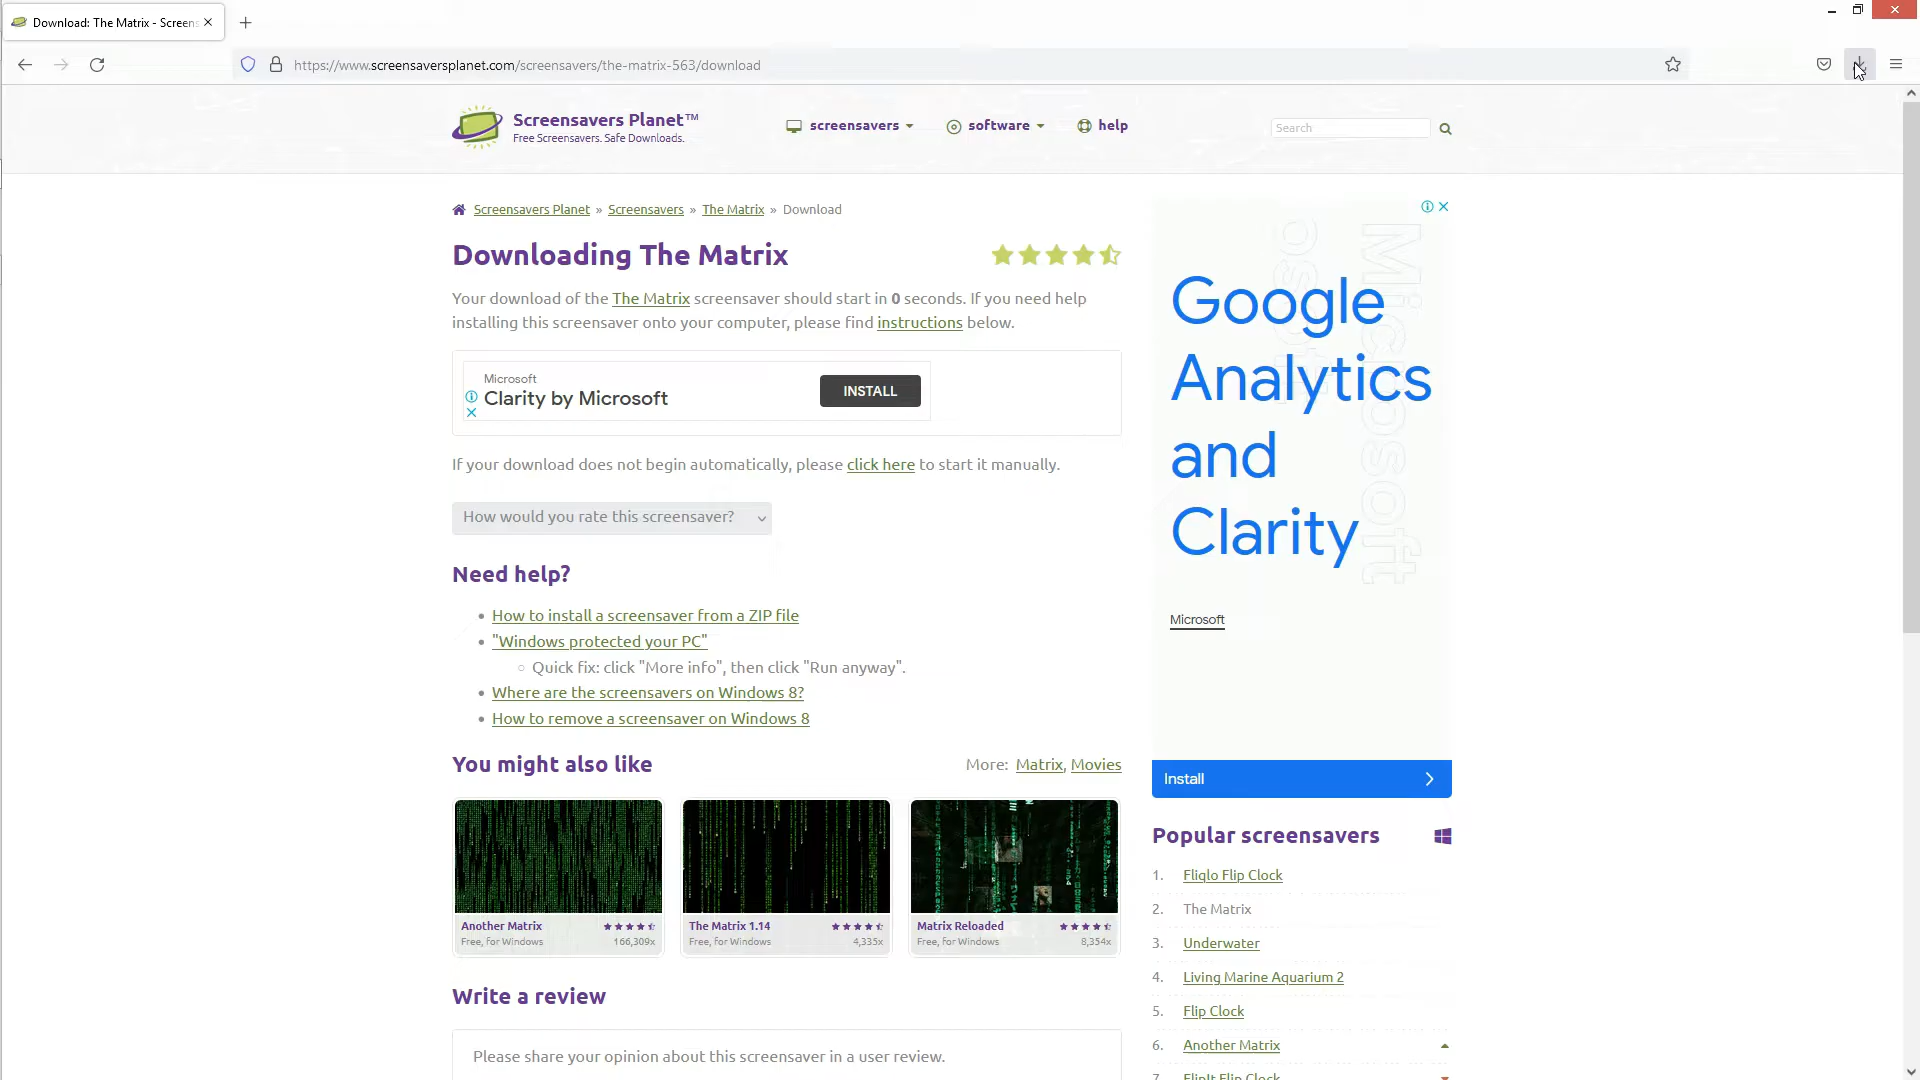 Download: The Matrix - Screens
https://www.screensaversplanet.com/screensavers/the-matrix-563/download
Screensavers Planet™
Free Screensavers. Safe Downloads.
screensavers
software
help
Search
Screensavers Planet » Screensavers » The Matrix » Download
Downloading The Matrix
Your download of the The Matrix screensaver should start in 0 seconds. If you need help
installing this screensaver onto your computer, please find instructions below.
Microsoft
Clarity by Microsoft
INSTALL
If your download does not begin automatically, please click here to start it manually.
How would you rate this screensaver?
Need help?
How to install a screensaver from a ZIP file
"Windows protected your PC"
Quick fix: click "More info", then click "Run anyway".
Where are the screensavers on Windows 8?
How to remove a screensaver on Windows 8
You might also like
More: Matrix, Movies
Another Matrix
Free, for Windows 166,309x
The Matrix 1.14
Free, for Windows 4,335x
Matrix Reloaded
Free, for Windows 8,354x
Write a review
Please share your opinion about this screensaver in a user review.
Google
Analytics
and
Clarity
Microsoft
Microsoft
Install
Popular screensavers
1. Fliqlo Flip Clock
2. The Matrix
3. Underwater
4. Living Marine Aquarium 2
5. Flip Clock
6. Another Matrix
7. FlipIt Flip Clock